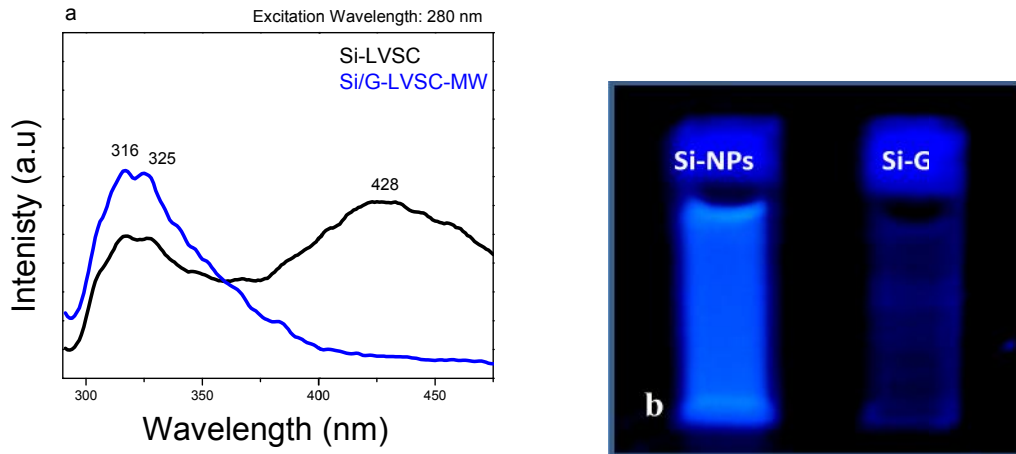 a
Excitation Wavelength: 280 nm
Si-LVSC
Si/G-LVSC-MW
316
325
428
Intenisty (a.u)
300
350
400
450
Wavelength (nm)
Si-NPs
Si-G
b